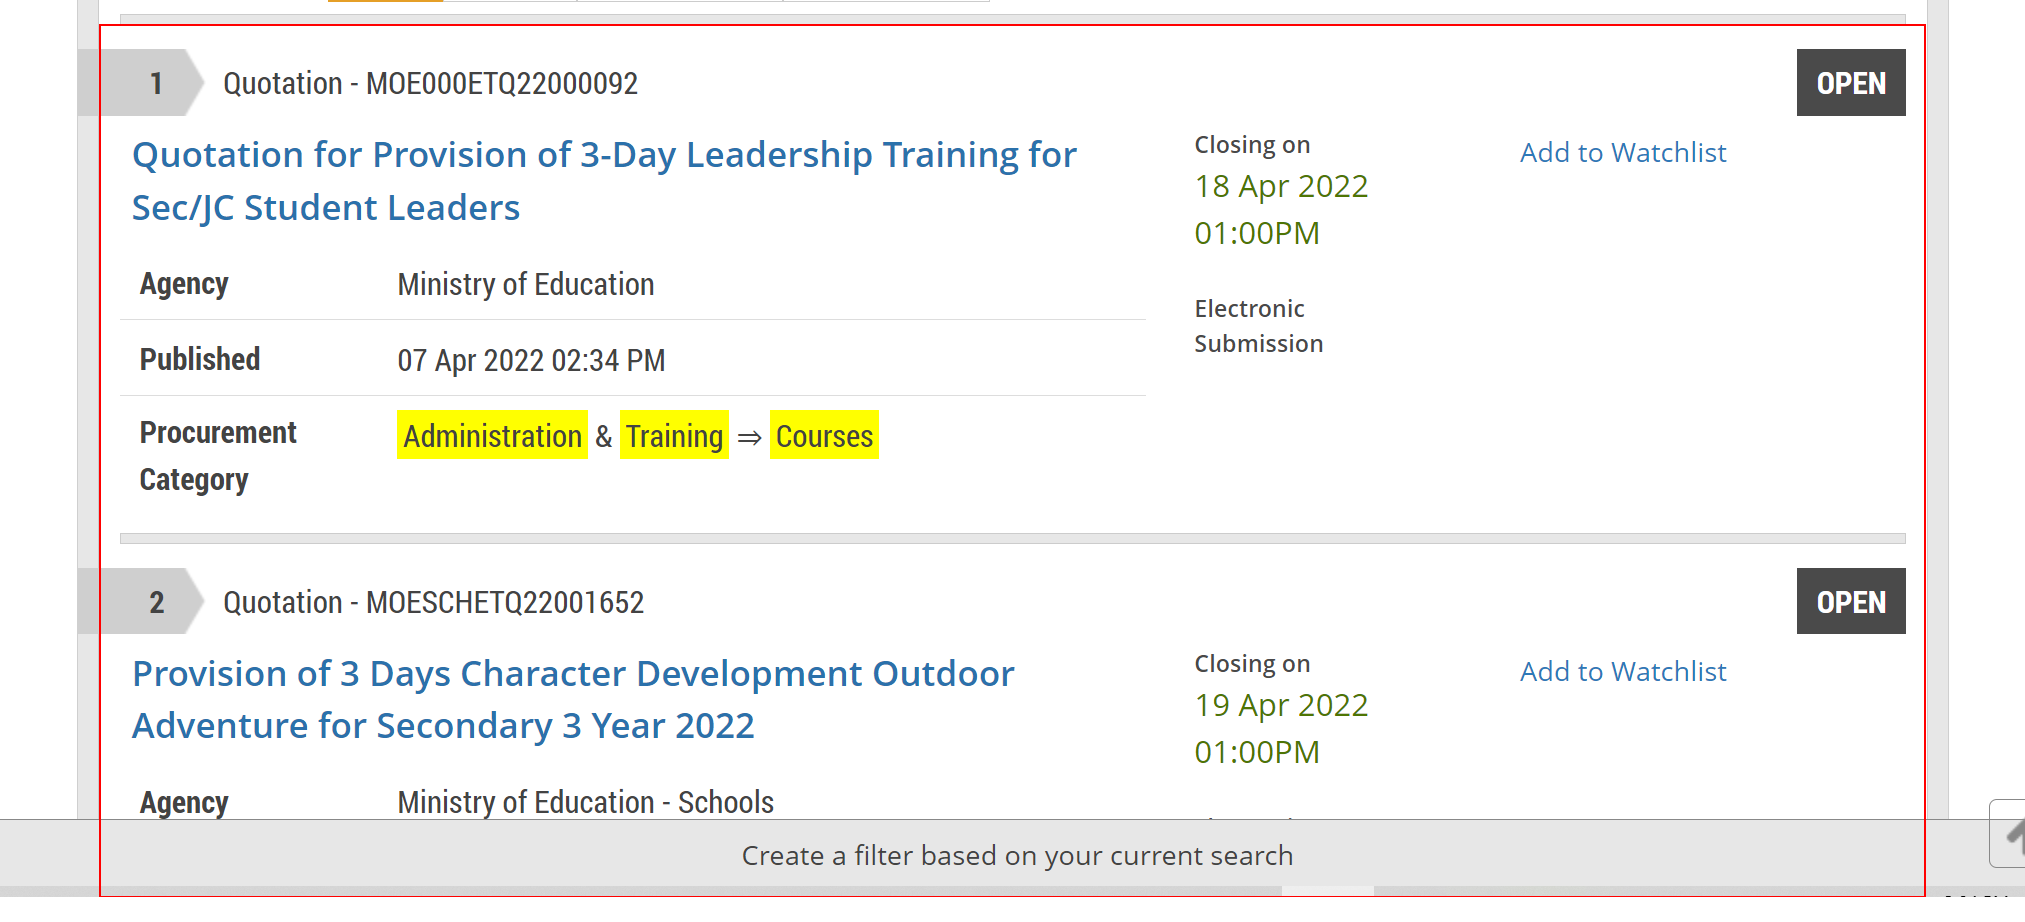 1
Quotation - MOE000ETQ22000092
OPEN
Quotation for Provision of 3-Day Leadership Training for
Sec/JC Student Leaders
Closing on
18 Apr 2022
01:00PM
Add to Watchlist
Electronic
Submission
Agency
Ministry of Education
Published
07 Apr 2022 02:34 PM
Procurement
Category
Administration & Training ⇒ Courses
2
Quotation - MOESCHETQ22001652
OPEN
Provision of 3 Days Character Development Outdoor
Adventure for Secondary 3 Year 2022
Closing on
19 Apr 2022
01:00PM
Add to Watchlist
Agency
Ministry of Education - Schools
Create a filter based on your current search